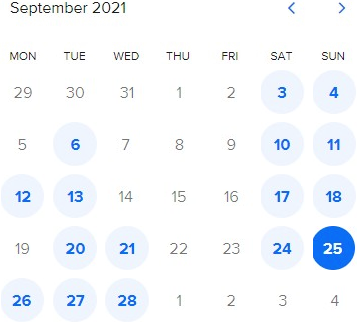 September 2021
MON TUE WED THU FRI SAT SUN
29 30 31 1 2 3 4
5 6 7 8 9 10 11
12 13 14 15 16 17 18
19 20 21 22 23 24 25
26 27 28 1 2 3 4